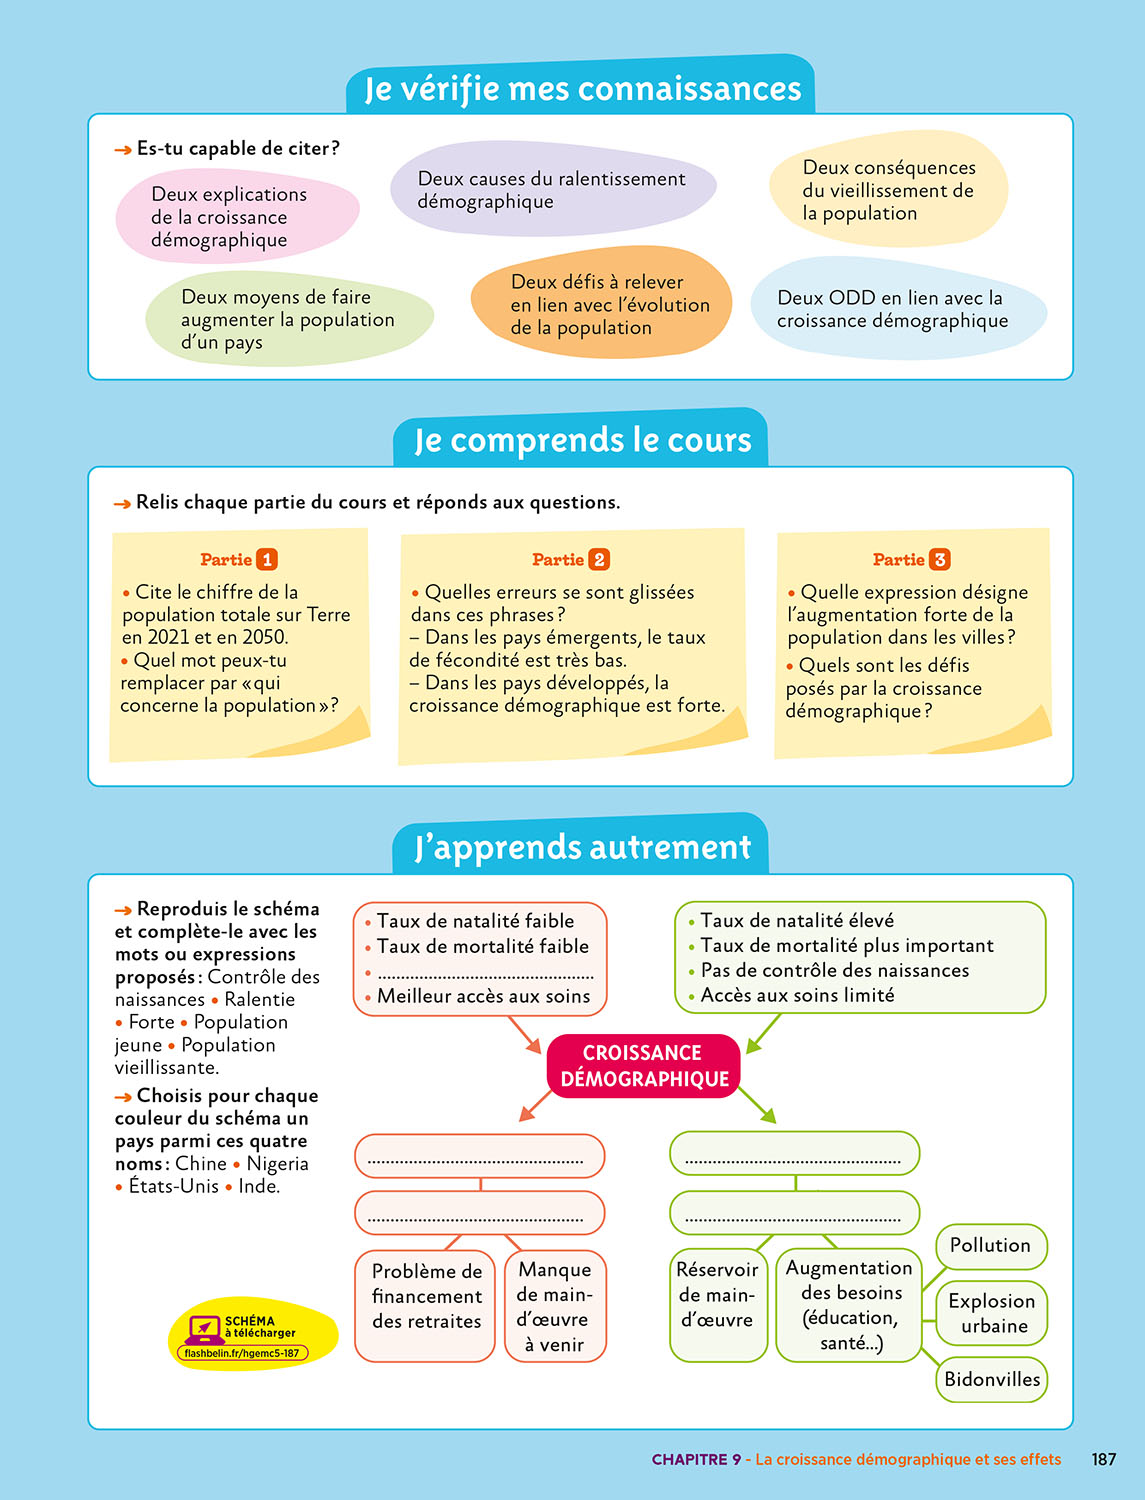 Je vérifie mes connaissances
➞ Es-tu capable de citer ?
Deux explications
de la croissance
démographique
Deux causes du ralentissement
démographique
Deux conséquences
du vieillissement de
la population
Deux moyens de faire
augmenter la population
d'un pays
Deux défis à relever
en lien avec l'évolution
de la population
Deux ODD en lien avec la
croissance démographique
Je comprends le cours
➞ Relis chaque partie du cours et réponds aux questions.
Partie 1
• Cite le chiffre de la
population totale sur Terre
en 2021 et en 2050.
• Quel mot peux-tu
remplacer par « qui
concerne la population » ?
Partie 2
• Quelles erreurs se sont glissées
dans ces phrases ?
– Dans les pays émergents, le taux
de fécondité est très bas.
– Dans les pays développés, la
croissance démographique est forte.
Partie 3
• Quelle expression désigne
l'augmentation forte de la
population dans les villes ?
• Quels sont les défis
posés par la croissance
démographique ?
J'apprends autrement
➞ Reproduis le schéma
et complète-le avec les
mots ou expressions
proposés : Contrôle des
naissances • Ralentie
• Forte • Population
jeune • Population
vieillissante.
➞ Choisis pour chaque
couleur du schéma un
pays parmi ces quatre
noms : Chine • Nigeria
• États-Unis • Inde.
SCHÉMA
à télécharger
flashbelin.fr/hgemc5-187
• Taux de natalité faible
• Taux de mortalité faible
• ...............................................
• Meilleur accès aux soins
• Taux de natalité élevé
• Taux de mortalité plus important
• Pas de contrôle des naissances
• Accès aux soins limité
CROISSANCE
DÉMOGRAPHIQUE
...............................................
...............................................
Problème de
financement
des retraites
Manque
de main-
d'œuvre
à venir
...............................................
...............................................
Réservoir
de main-
d'œuvre
Augmentation
des besoins
(éducation,
santé...)
Pollution
Explosion
urbaine
Bidonvilles
CHAPITRE 9 - La croissance démographique et ses effets 187